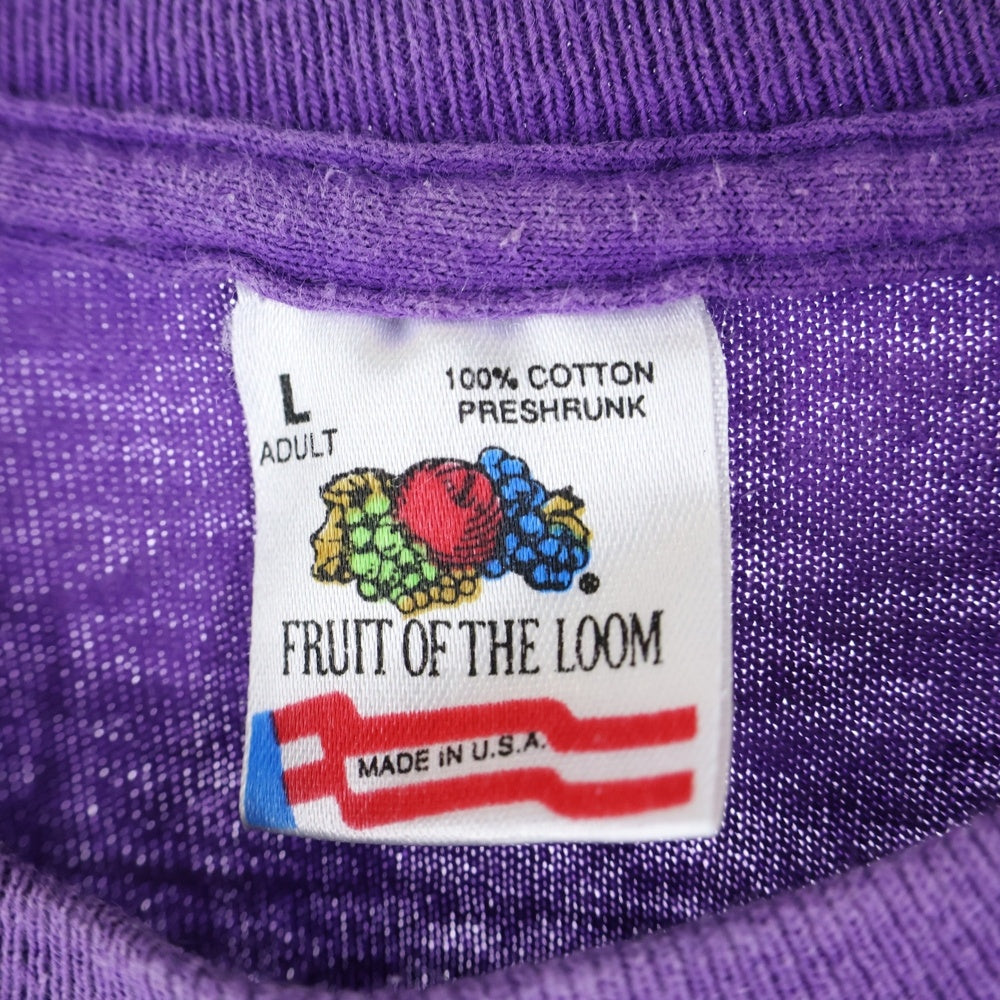 L
ADULT
100% COTTON
PRESHRUNK
®
FRUIT OF THE LOOM
MADE iN U.S.A.